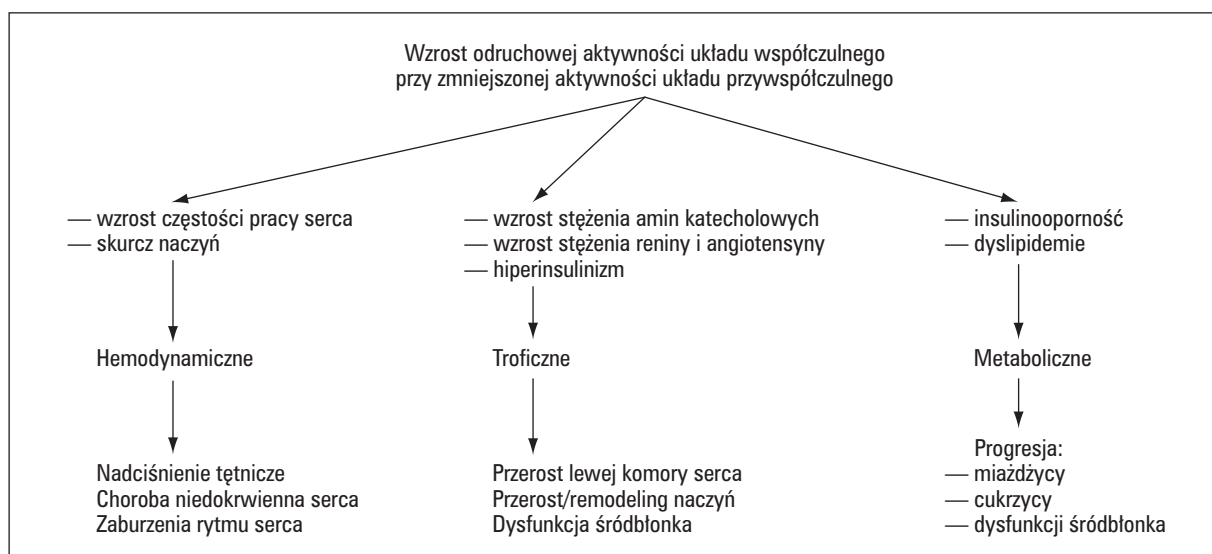 Wzrost odruchowej aktywności układu współczulnego
przy zmniejszonej aktywności układu przywspółczulnego
— wzrost częstości pracy serca
— skurcz naczyń
Hemodynamiczne
Nadciśnienie tętnicze
Choroba niedokrwienna serca
Zaburzenia rytmu serca
— wzrost stężenia amin katecholowych
— wzrost stężenia reniny i angiotensyny
— hiperinsulinizm
Troficzne
Przerost lewej komory serca
Przerost/remodeling naczyń
Dysfunkcja śródbłonka
— insulinooporność
— dyslipidemie
Metaboliczne
Progresja:
— miażdżycy
— cukrzycy
— dysfunkcji śródbłonka